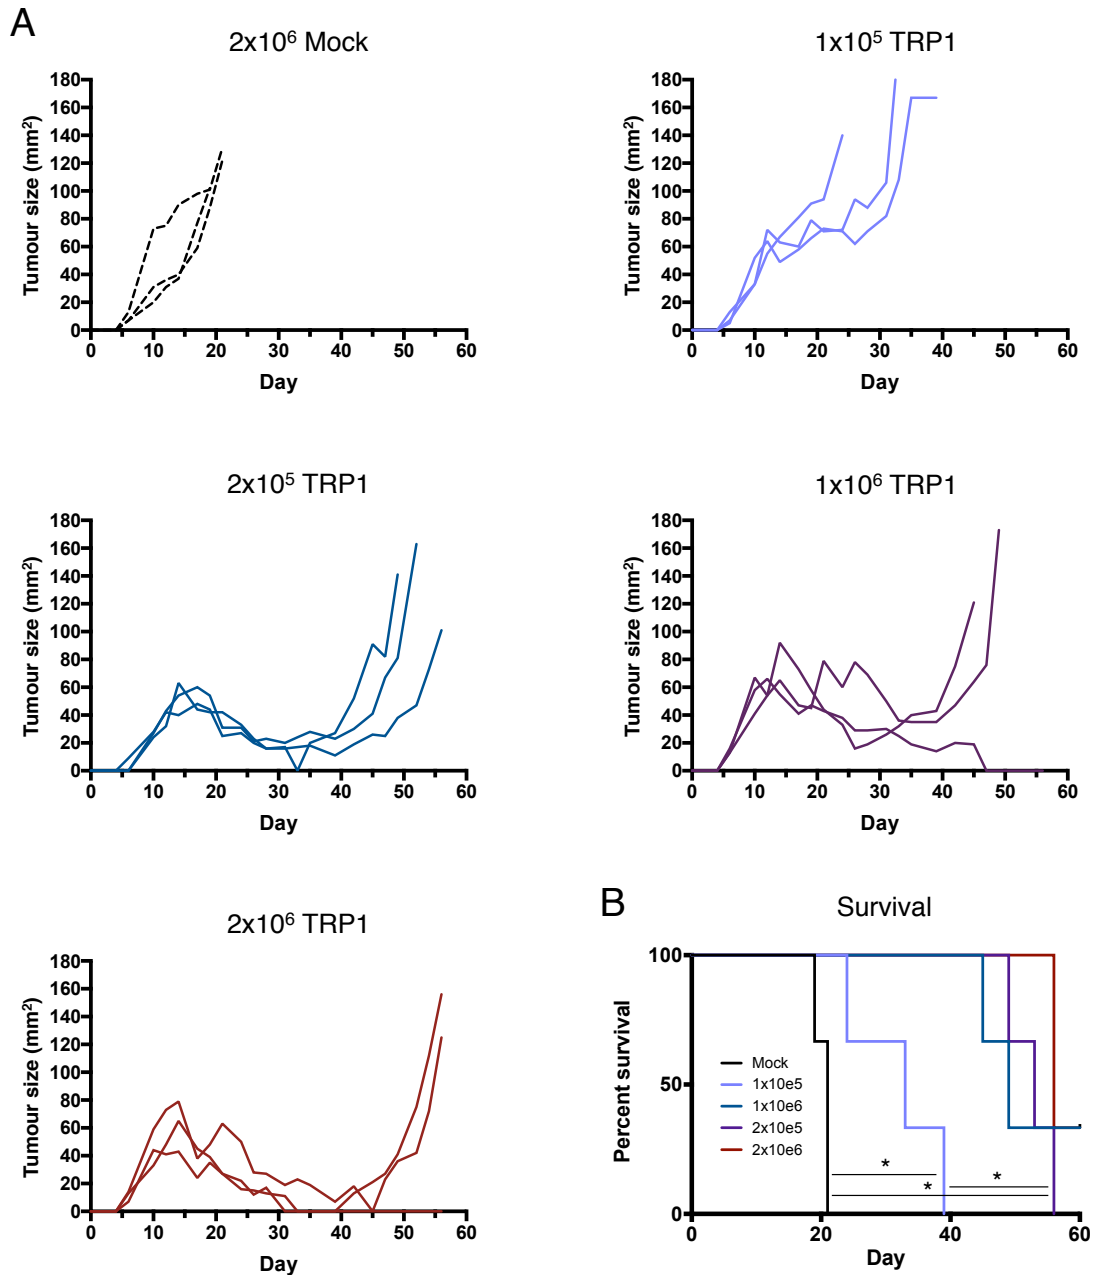 A
2x10⁶ Mock
180
160
140
120
100
80
60
40
20
0
Tumour size (mm²)
0 10 20 30 40 50 60
Day
1x10⁵ TRP1
180
160
140
120
100
80
60
40
20
0
Tumour size (mm²)
0 10 20 30 40 50 60
Day
2x10⁵ TRP1
180
160
140
120
100
80
60
40
20
0
Tumour size (mm²)
0 10 20 30 40 50 60
Day
1x10⁶ TRP1
180
160
140
120
100
80
60
40
20
0
Tumour size (mm²)
0 10 20 30 40 50 60
Day
2x10⁶ TRP1
180
160
140
120
100
80
60
40
20
0
Tumour size (mm²)
0 10 20 30 40 50 60
Day
B
Survival
100
50
0
Percent survival
Mock
1x10e5
1x10e6
2x10e5
2x10e6
*
*
*
0 20 40 60
Day